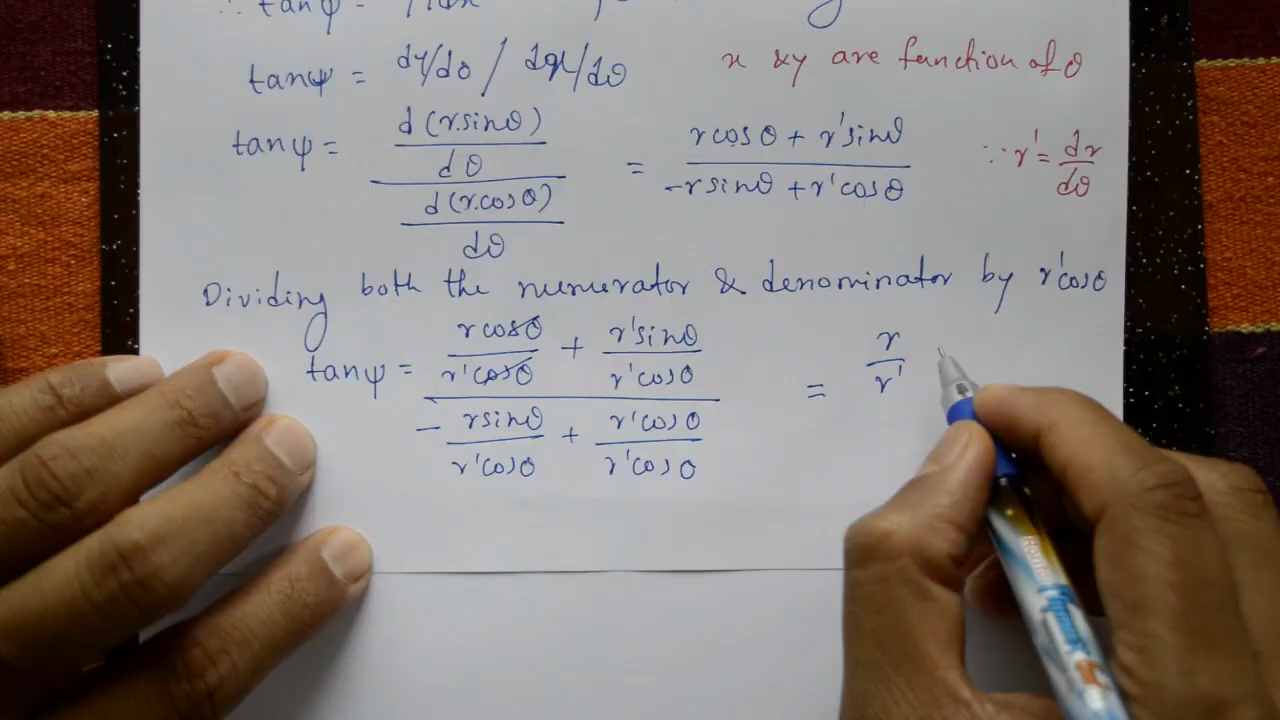 ∴ tanψ =
tanψ = dy/dθ / dx/dθ x & y are function of θ
tanψ = d(r.sinθ)/dθ / d(r.cosθ)/dθ = r cosθ + r'sinθ / -r sinθ + r'cosθ ∵ r' = dr/dθ
Dividing both the numerator & denominator by r'cosθ
tanψ = r cosθ/r'cosθ + r'sinθ/r'cosθ / - r sinθ/r'cosθ + r'cosθ/r'cosθ = r/r'